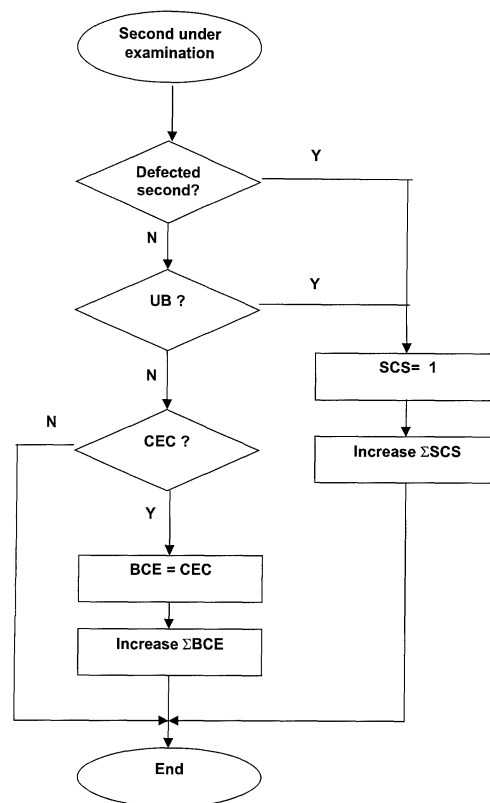 Second under
examination
Y
Defected
second?
N
Y
UB ?
N
SCS= 1
N
CEC ?
Increase ΣSCS
Y
BCE = CEC
Increase ΣBCE
End